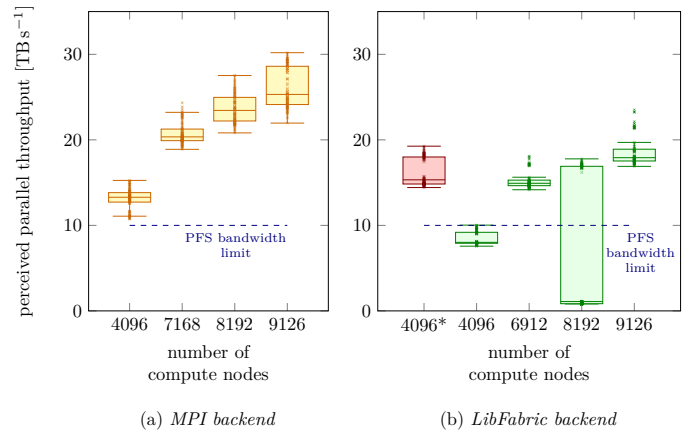 perceived parallel throughput [TB s⁻¹]
30
20
10
0
PFS bandwidth
limit
4096 7168 8192 9126
number of
compute nodes
(a) MPI backend
30
20
10
0
PFS
bandwidth
limit
4096* 4096 6912 8192 9126
number of
compute nodes
(b) LibFabric backend